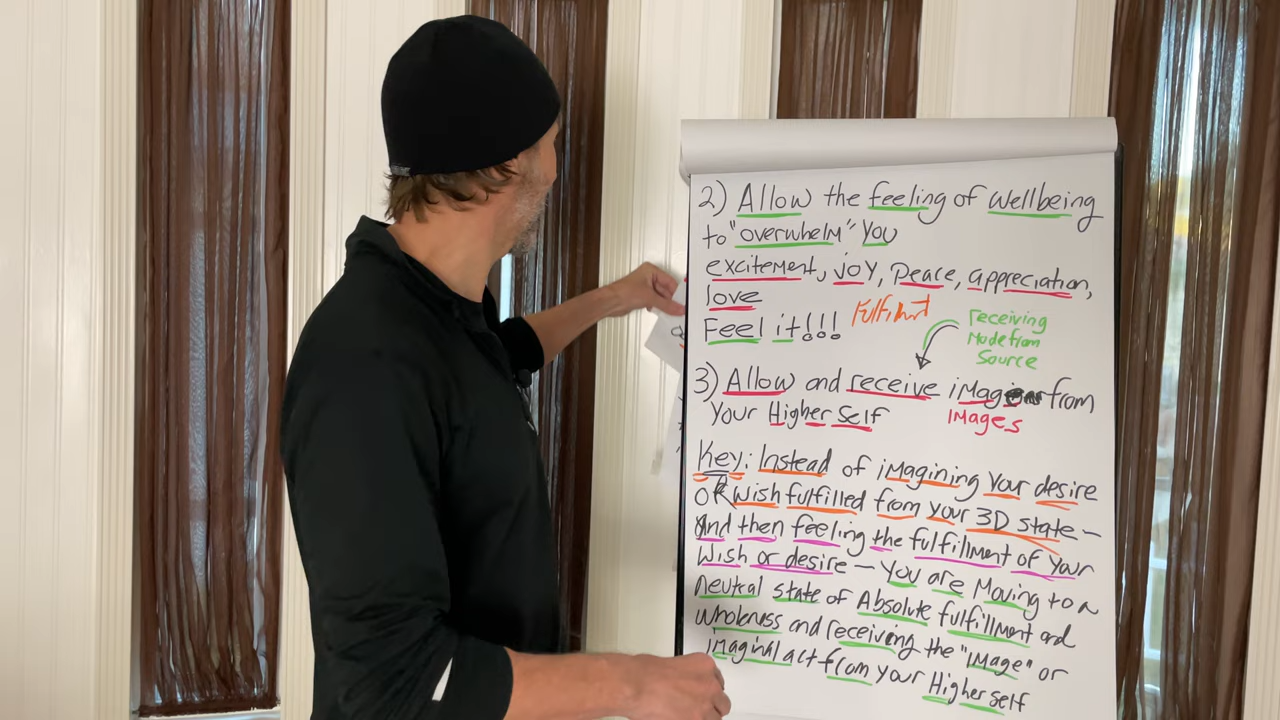 2) Allow the feeling of wellbeing
to "overwhelm" you
excitement, joy, peace, appreciation,
love
Feel it!!!
Fulfillment
receiving
Mode from
Source
3) Allow and receive from
your Higher Self
Images
Key: Instead of imagining your desire
OR wish fulfilled from your 3D state —
And then feeling the fulfillment of your
wish or desire — you are moving to a
neutral state of Absolute fulfillment and
wholeness and receiving the "image" or
imaginal act from your Higher self